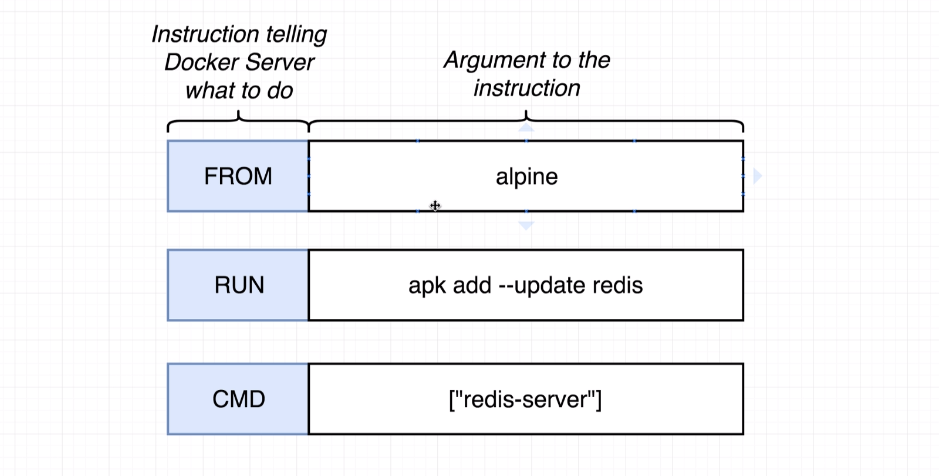 Instruction telling
Docker Server
what to do
Argument to the
instruction
FROM
alpine
RUN
apk add --update redis
CMD
["redis-server"]